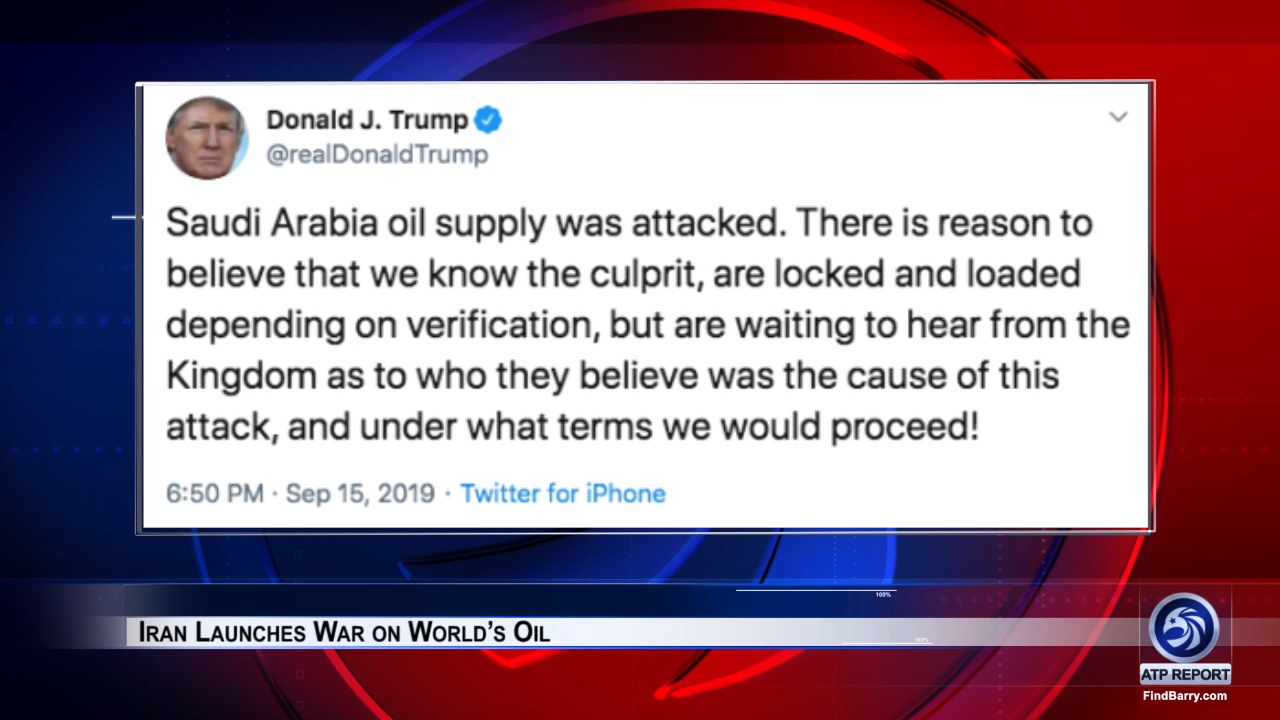 Donald J. Trump
@realDonaldTrump
Saudi Arabia oil supply was attacked. There is reason to
believe that we know the culprit, are locked and loaded
depending on verification, but are waiting to hear from the
Kingdom as to who they believe was the cause of this
attack, and under what terms we would proceed!
6:50 PM · Sep 15, 2019 · Twitter for iPhone
100%
IRAN LAUNCHES WAR ON WORLD'S OIL
ATP REPORT
FindBarry.com